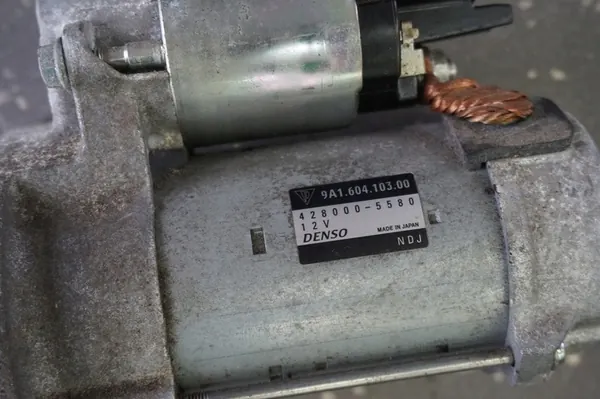 9A1.604.103.00
428000-5580
12V
DENSO MADE IN JAPAN
NDJ